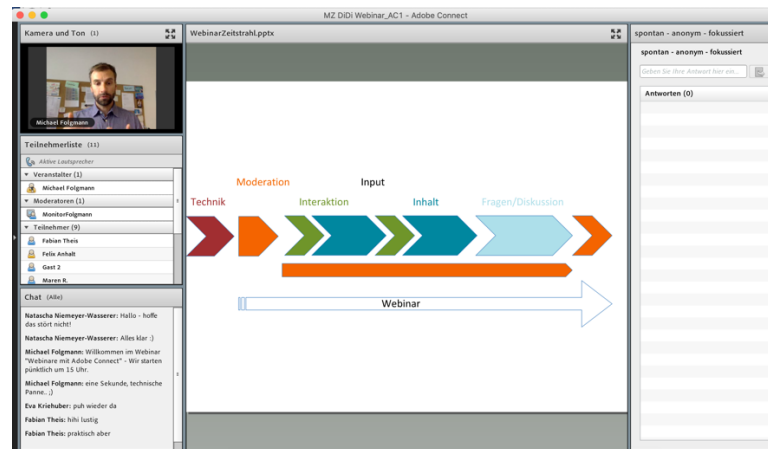 MZ DiDi Webinar_AC1 - Adobe Connect
Kamera und Ton (1)
Michael Folgmann
Teilnehmerliste (11)
Aktive Lautsprecher
Veranstalter (1)
Michael Folgmann
Moderatoren (1)
MonitorFolgmann
Teilnehmer (9)
Fabian Theis
Felix Anhalt
Gast 2
Maren R.
Chat (Alle)
Natascha Niemeyer-Wasserer: Hallo - hoffe
das stört nicht!
Natascha Niemeyer-Wasserer: Alles klar :)
Michael Folgmann: Willkommen im Webinar
"Webinare mit Adobe Connect" - Wir starten
pünktlich um 15 Uhr.
Michael Folgmann: eine Sekunde, technische
Panne.. ;)
Eva Kriehuber: puh wieder da
Fabian Theis: hihi lustig
Fabian Theis: praktisch aber
WebinarZeitstrahl.pptx
Moderation
Input
Technik
Interaktion
Inhalt
Fragen/Diskussion
Webinar
spontan - anonym - fokussiert
spontan - anonym - fokussiert
Geben Sie Ihre Antwort hier ein...
Antworten (0)